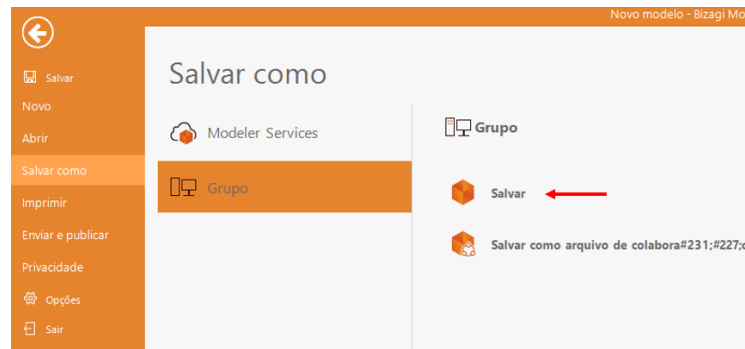 Novo modelo - Bizagi Mo
Salvar
Novo
Abrir
Salvar como
Imprimir
Enviar e publicar
Privacidade
Opções
Sair
Salvar como
Modeler Services
Grupo
Grupo
Salvar
Salvar como arquivo de colabora#231;#227;o